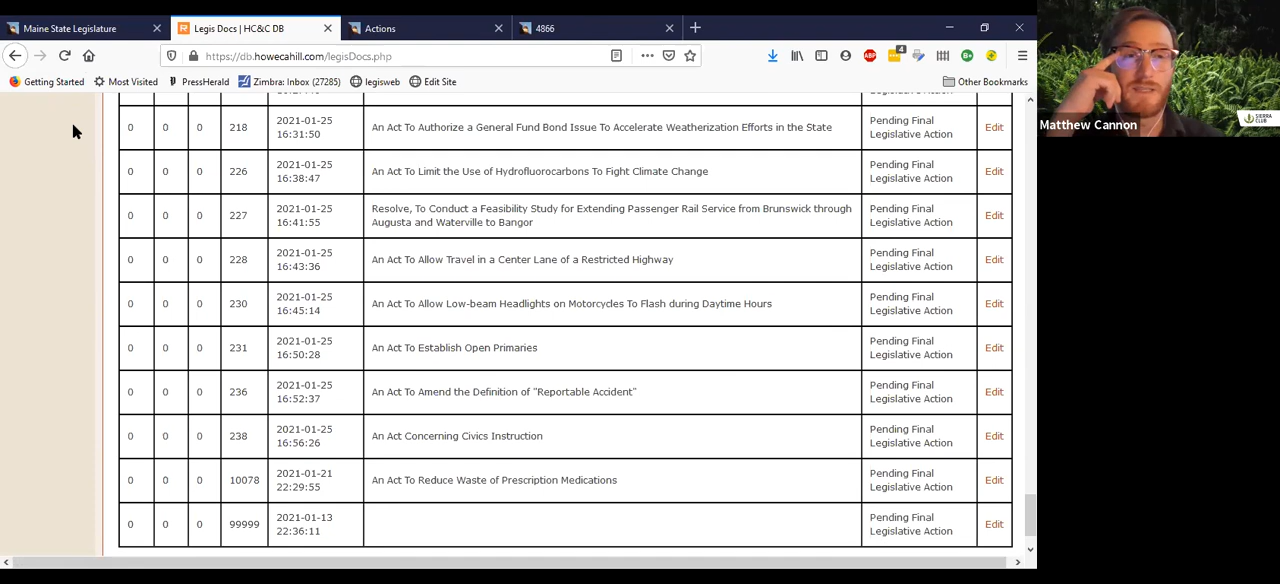 Maine State Legislature
Legis Docs | HC&C DB
Actions
4866
https://db.howecahill.com/legisDocs.php
4
ABP
B+
Getting Started
Most Visited
PressHerald
Zimbra: Inbox (27285)
legisweb
Edit Site
Other Bookmarks
Matthew Cannon
SIERRA
CLUB
0 0 0 218 2021-01-25 An Act To Authorize a General Fund Bond Issue To Accelerate Weatherization Efforts in the State Pending Final Edit
16:31:50 Legislative Action
0 0 0 226 2021-01-25 An Act To Limit the Use of Hydrofluorocarbons To Fight Climate Change Pending Final Edit
16:38:47 Legislative Action
0 0 0 227 2021-01-25 Resolve, To Conduct a Feasibility Study for Extending Passenger Rail Service from Brunswick through Pending Final Edit
16:41:55 Augusta and Waterville to Bangor Legislative Action
0 0 0 228 2021-01-25 An Act To Allow Travel in a Center Lane of a Restricted Highway Pending Final Edit
16:43:36 Legislative Action
0 0 0 230 2021-01-25 An Act To Allow Low-beam Headlights on Motorcycles To Flash during Daytime Hours Pending Final Edit
16:45:14 Legislative Action
0 0 0 231 2021-01-25 An Act To Establish Open Primaries Pending Final Edit
16:50:28 Legislative Action
0 0 0 236 2021-01-25 An Act To Amend the Definition of "Reportable Accident" Pending Final Edit
16:52:37 Legislative Action
0 0 0 238 2021-01-25 An Act Concerning Civics Instruction Pending Final Edit
16:56:26 Legislative Action
0 0 0 10078 2021-01-21 An Act To Reduce Waste of Prescription Medications Pending Final Edit
22:29:55 Legislative Action
0 0 0 99999 2021-01-13 Pending Final Edit
22:36:11 Legislative Action